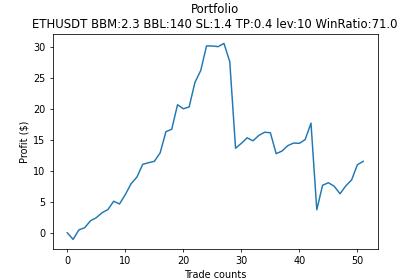 Portfolio
ETHUSDT BBM:2.3 BBL:140 SL:1.4 TP:0.4 lev:10 WinRatio:71.0
30
25
20
15
10
5
0
Profit ($)
0 10 20 30 40 50
Trade counts